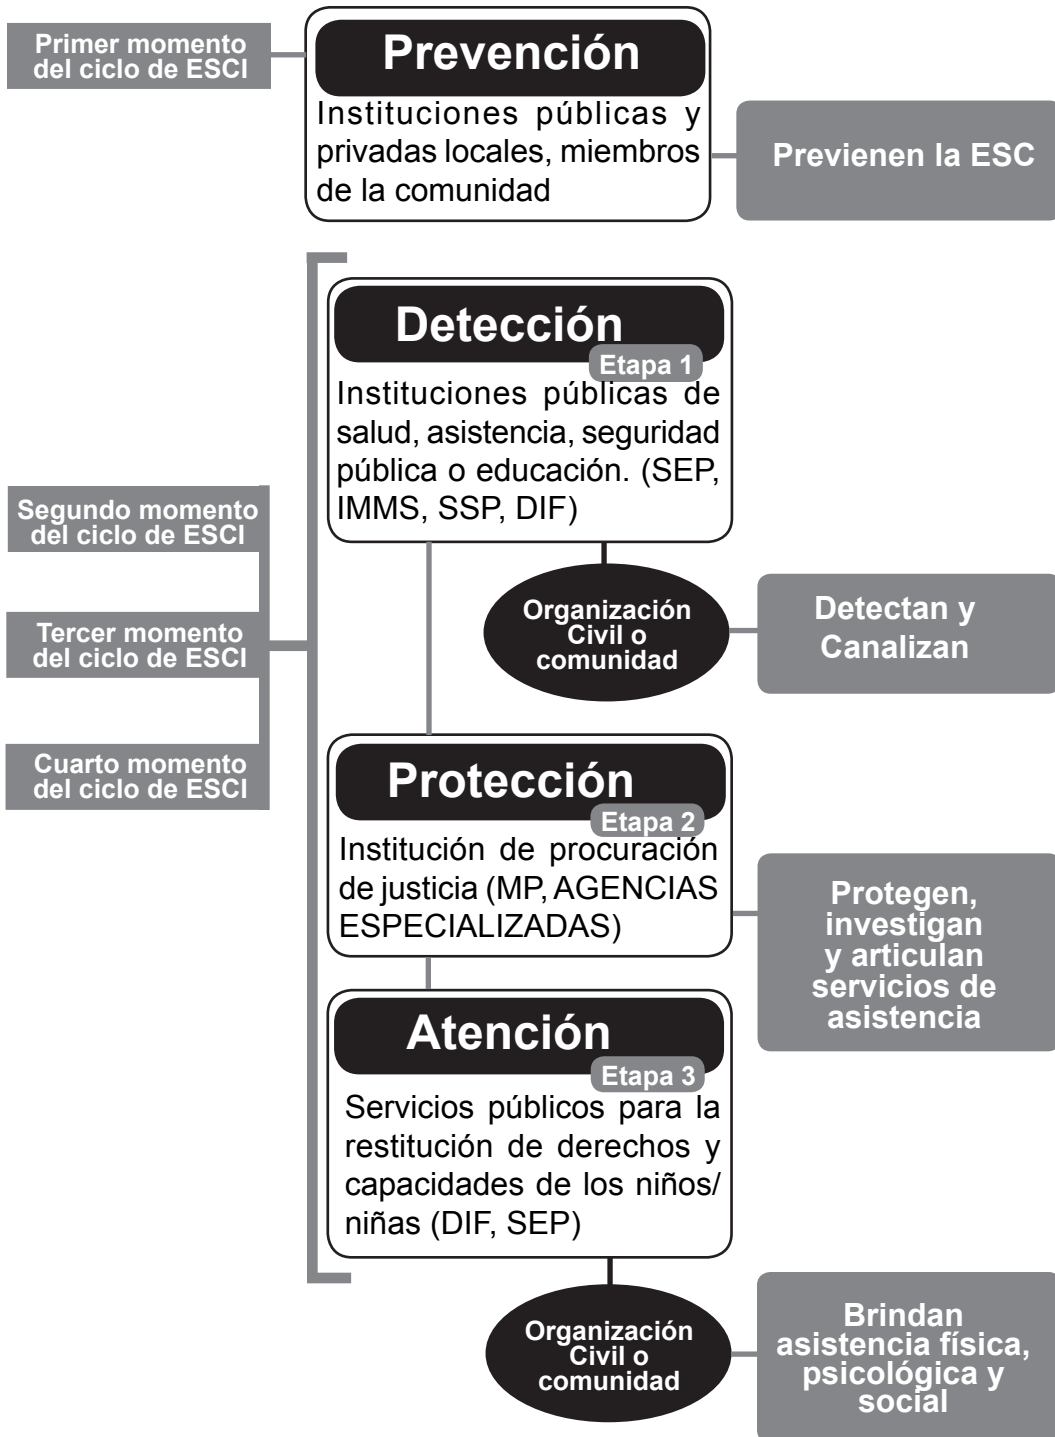 Primer momento
del ciclo de ESCI
Prevención
Instituciones públicas y
privadas locales, miembros
de la comunidad
Previenen la ESC
Detección
Etapa 1
Instituciones públicas de
salud, asistencia, seguridad
pública o educación. (SEP,
IMMS, SSP, DIF)
Segundo momento
del ciclo de ESCI
Organización
Civil o
comunidad
Detectan y
Canalizan
Tercer momento
del ciclo de ESCI
Cuarto momento
del ciclo de ESCI
Protección
Etapa 2
Institución de procuración
de justicia (MP, AGENCIAS
ESPECIALIZADAS)
Protegen,
investigan
y articulan
servicios de
asistencia
Atención
Etapa 3
Servicios públicos para la
restitución de derechos y
capacidades de los niños/
niñas (DIF, SEP)
Organización
Civil o
comunidad
Brindan
asistencia física,
psicológica y
social